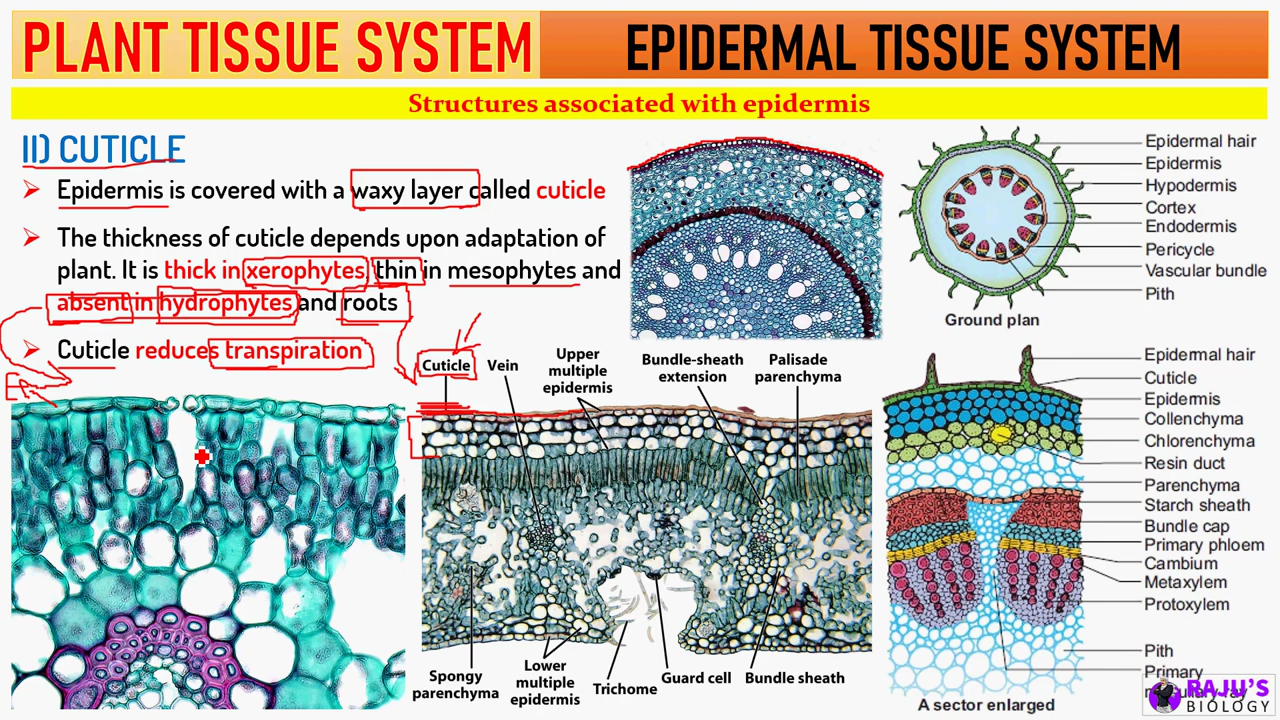 PLANT TISSUE SYSTEM
EPIDERMAL TISSUE SYSTEM
Structures associated with epidermis
II) CUTICLE
Epidermis is covered with a waxy layer called cuticle
The thickness of cuticle depends upon adaptation of
plant. It is thick in xerophytes, thin in mesophytes and
absent in hydrophytes and roots
Cuticle reduces transpiration
Cuticle
Vein
Upper
multiple
epidermis
Bundle-sheath
extension
Palisade
parenchyma
Spongy
parenchyma
Lower
multiple
epidermis
Trichome
Guard cell
Bundle sheath
Epidermal hair
Epidermis
Hypodermis
Cortex
Endodermis
Pericycle
Vascular bundle
Pith
Ground plan
Epidermal hair
Cuticle
Epidermis
Collenchyma
Chlorenchyma
Resin duct
Parenchyma
Starch sheath
Bundle cap
Primary phloem
Cambium
Metaxylem
Protoxylem
Pith
Primary
A sector enlarged
RAJU'S
BIOLOGY